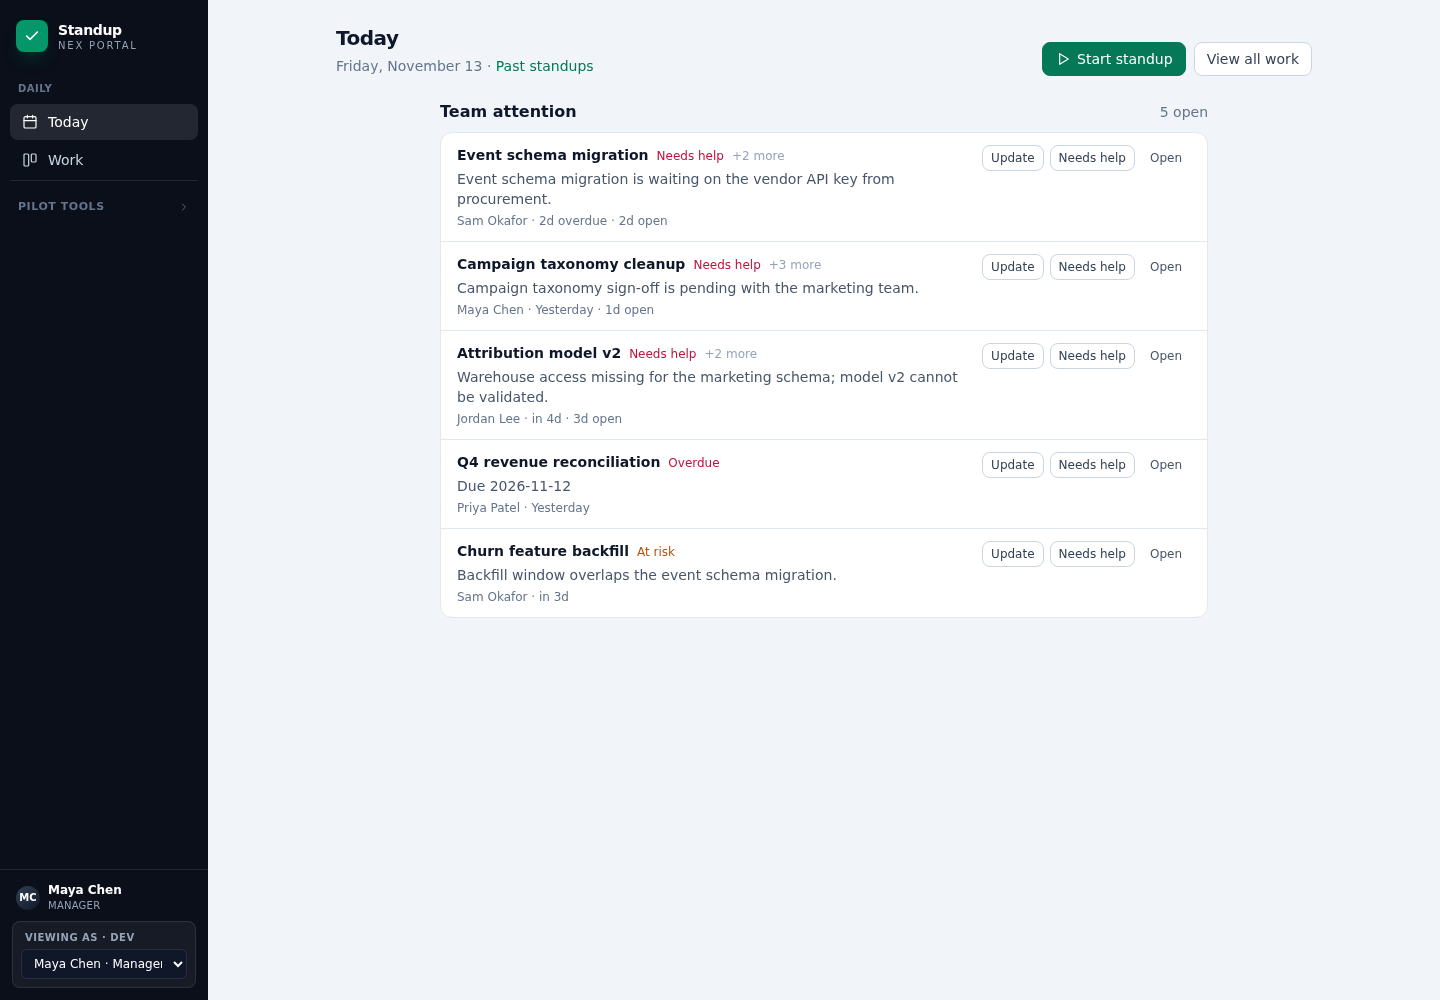 Standup
NEX PORTAL
DAILY
Today
Work
PILOT TOOLS
Maya Chen
MC
MANAGER
VIEWING AS · DEV
Maya Chen · Manager
Today
Friday, November 13 · Past standups
Start standup
View all work
Team attention
5 open
Event schema migration Needs help +2 more
Update Needs help Open
Event schema migration is waiting on the vendor API key from
procurement.
Sam Okafor · 2d overdue · 2d open
Campaign taxonomy cleanup Needs help +3 more
Update Needs help Open
Campaign taxonomy sign-off is pending with the marketing team.
Maya Chen · Yesterday · 1d open
Attribution model v2 Needs help +2 more
Update Needs help Open
Warehouse access missing for the marketing schema; model v2 cannot
be validated.
Jordan Lee · in 4d · 3d open
Q4 revenue reconciliation Overdue
Update Needs help Open
Due 2026-11-12
Priya Patel · Yesterday
Churn feature backfill At risk
Update Needs help Open
Backfill window overlaps the event schema migration.
Sam Okafor · in 3d